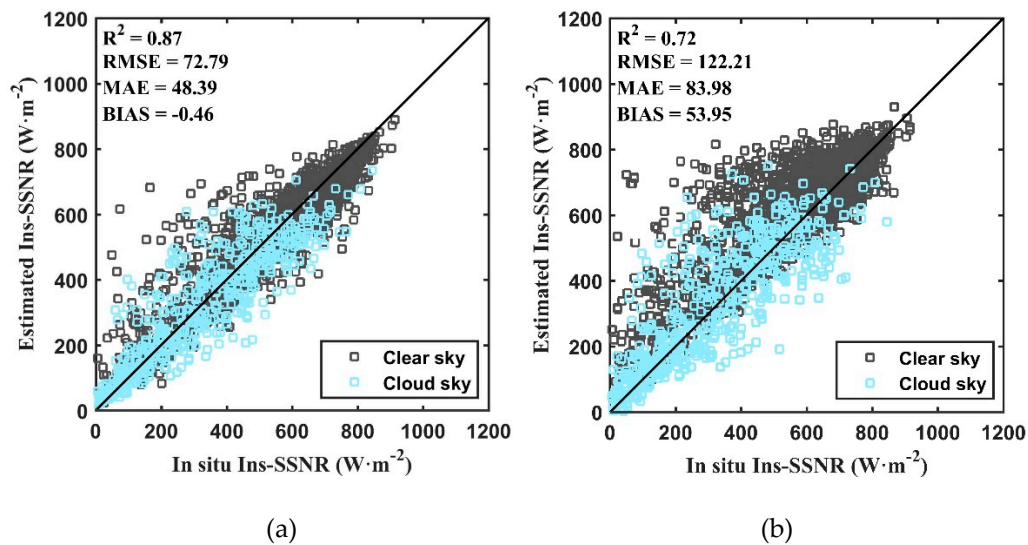 1200
1000
800
600
400
200
0
Estimated Ins-SSNR (W·m⁻²)
R² = 0.87
RMSE = 72.79
MAE = 48.39
BIAS = -0.46
Clear sky
Cloud sky
0 200 400 600 800 1000 1200
In situ Ins-SSNR (W·m⁻²)
(a)
1200
1000
800
600
400
200
0
Estimated Ins-SSNR (W·m⁻²)
R² = 0.72
RMSE = 122.21
MAE = 83.98
BIAS = 53.95
Clear sky
Cloud sky
0 200 400 600 800 1000 1200
In situ Ins-SSNR (W·m⁻²)
(b)